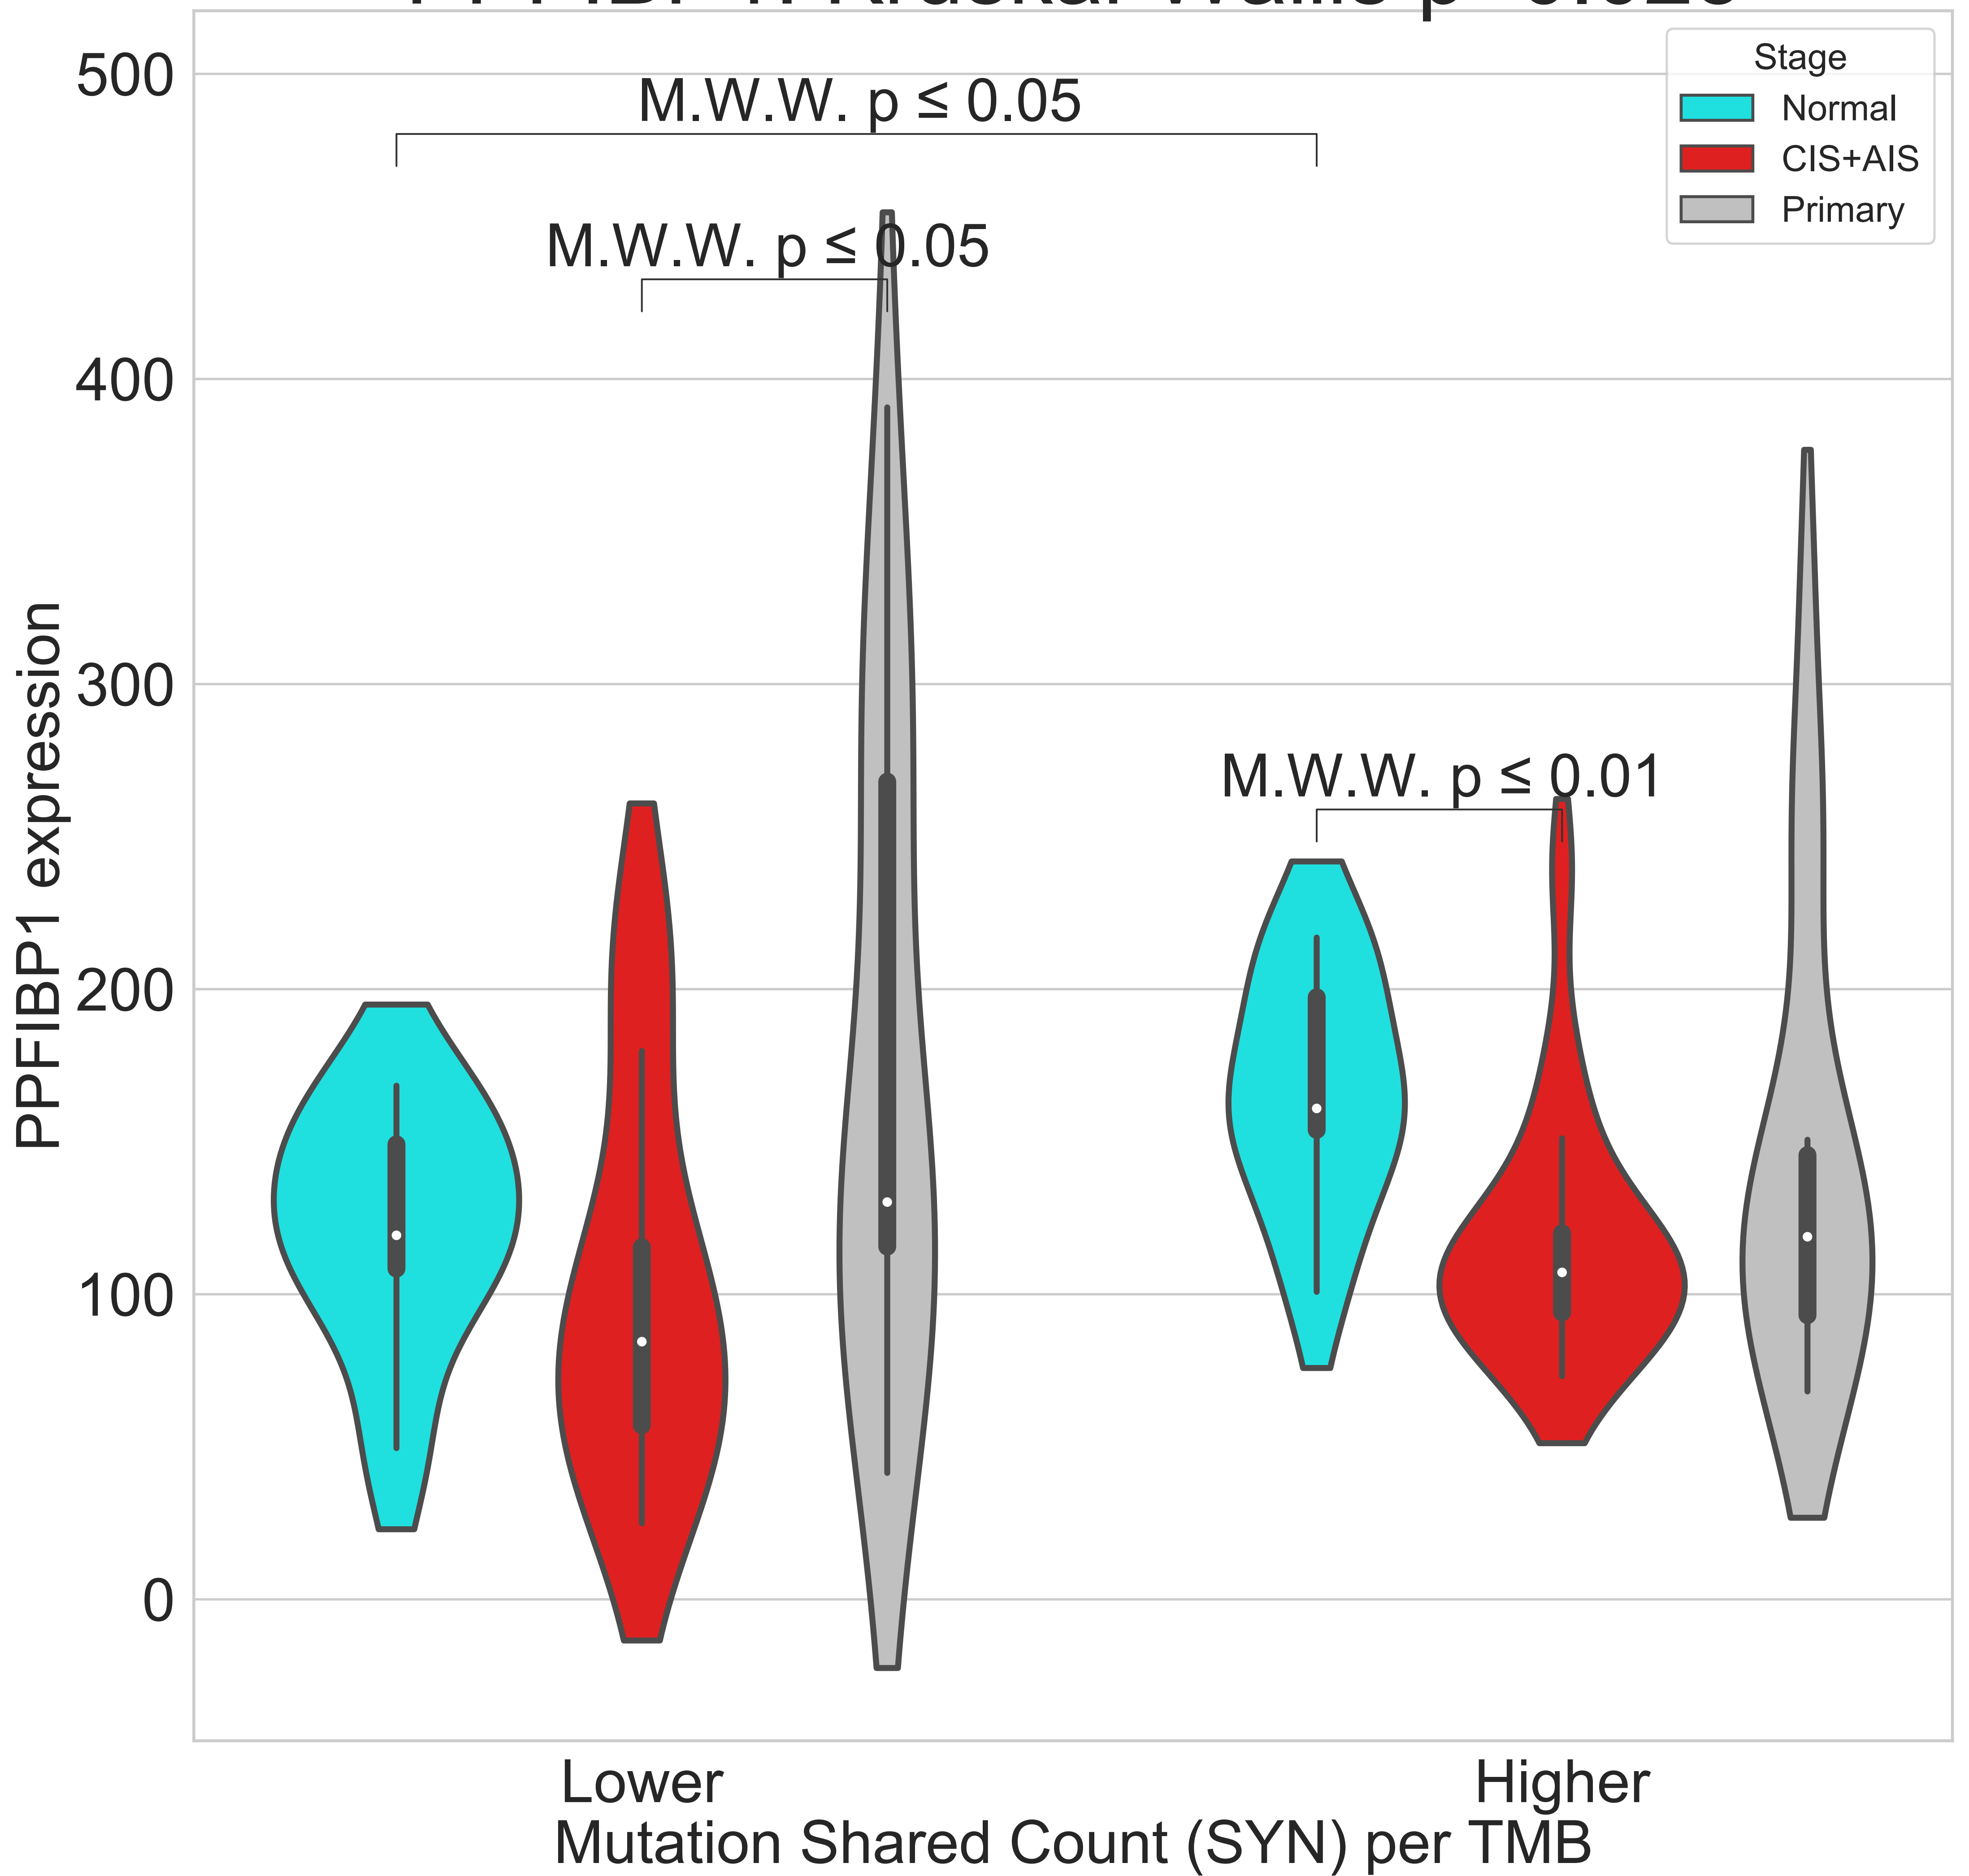 500
M.W.W. p ≤ 0.05
M.W.W. p ≤ 0.05
400
300
M.W.W. p ≤ 0.01
200
100
0
PPFIBP1 expression
Stage
Normal
CIS+AIS
Primary
Lower
Higher
Mutation Shared Count (SYN) per TMB